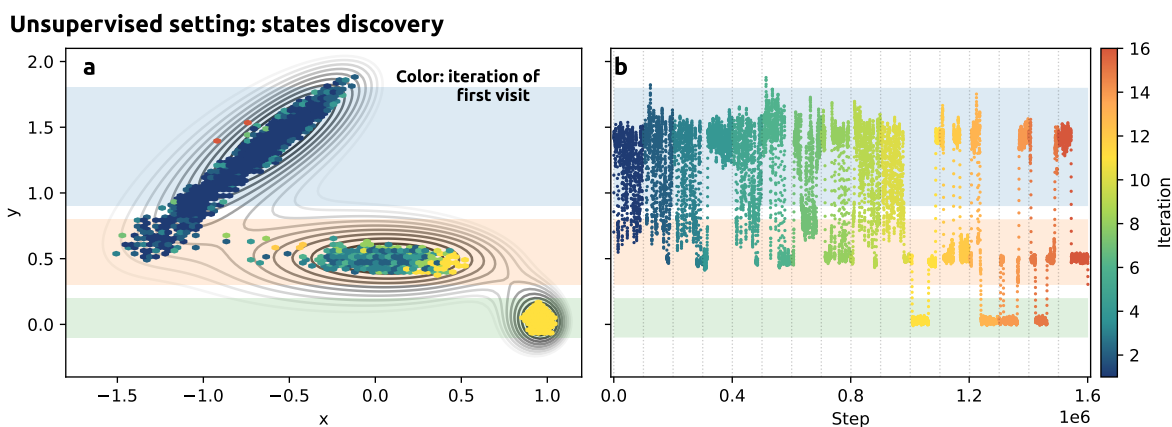 Unsupervised setting: states discovery
a
Color: iteration of
first visit
2.0
1.5
1.0
0.5
0.0
y
−1.5
−1.0
−0.5
0.0
0.5
1.0
x
b
0.0
0.4
0.8
1.2
1.6
1e6
Step
16
14
12
10
8
6
4
2
Iteration